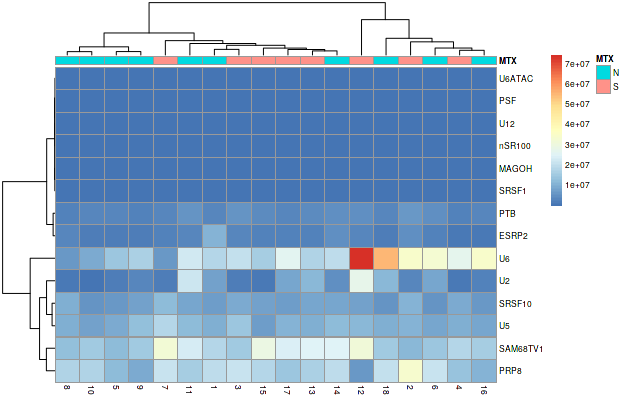 MTX
U6ATAC
PSF
U12
nSR100
MAGOH
SRSF1
PTB
ESRP2
U6
U2
SRSF10
U5
SAM68TV1
PRP8
8 10 5 9 7 11 1 3 15 17 13 14 12 18 2 6 4 16
7e+07
6e+07
5e+07
4e+07
3e+07
2e+07
1e+07
MTX
N
S